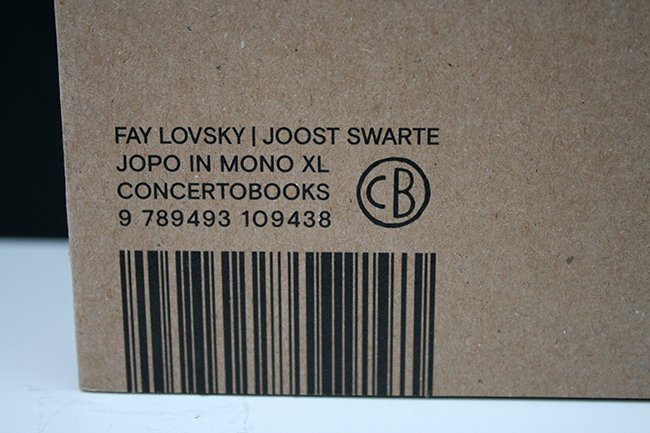 FAY LOVSKY | JOOST SWARTE
JOPO IN MONO XL
CONCERTOBOOKS
9 789493 109438
CB